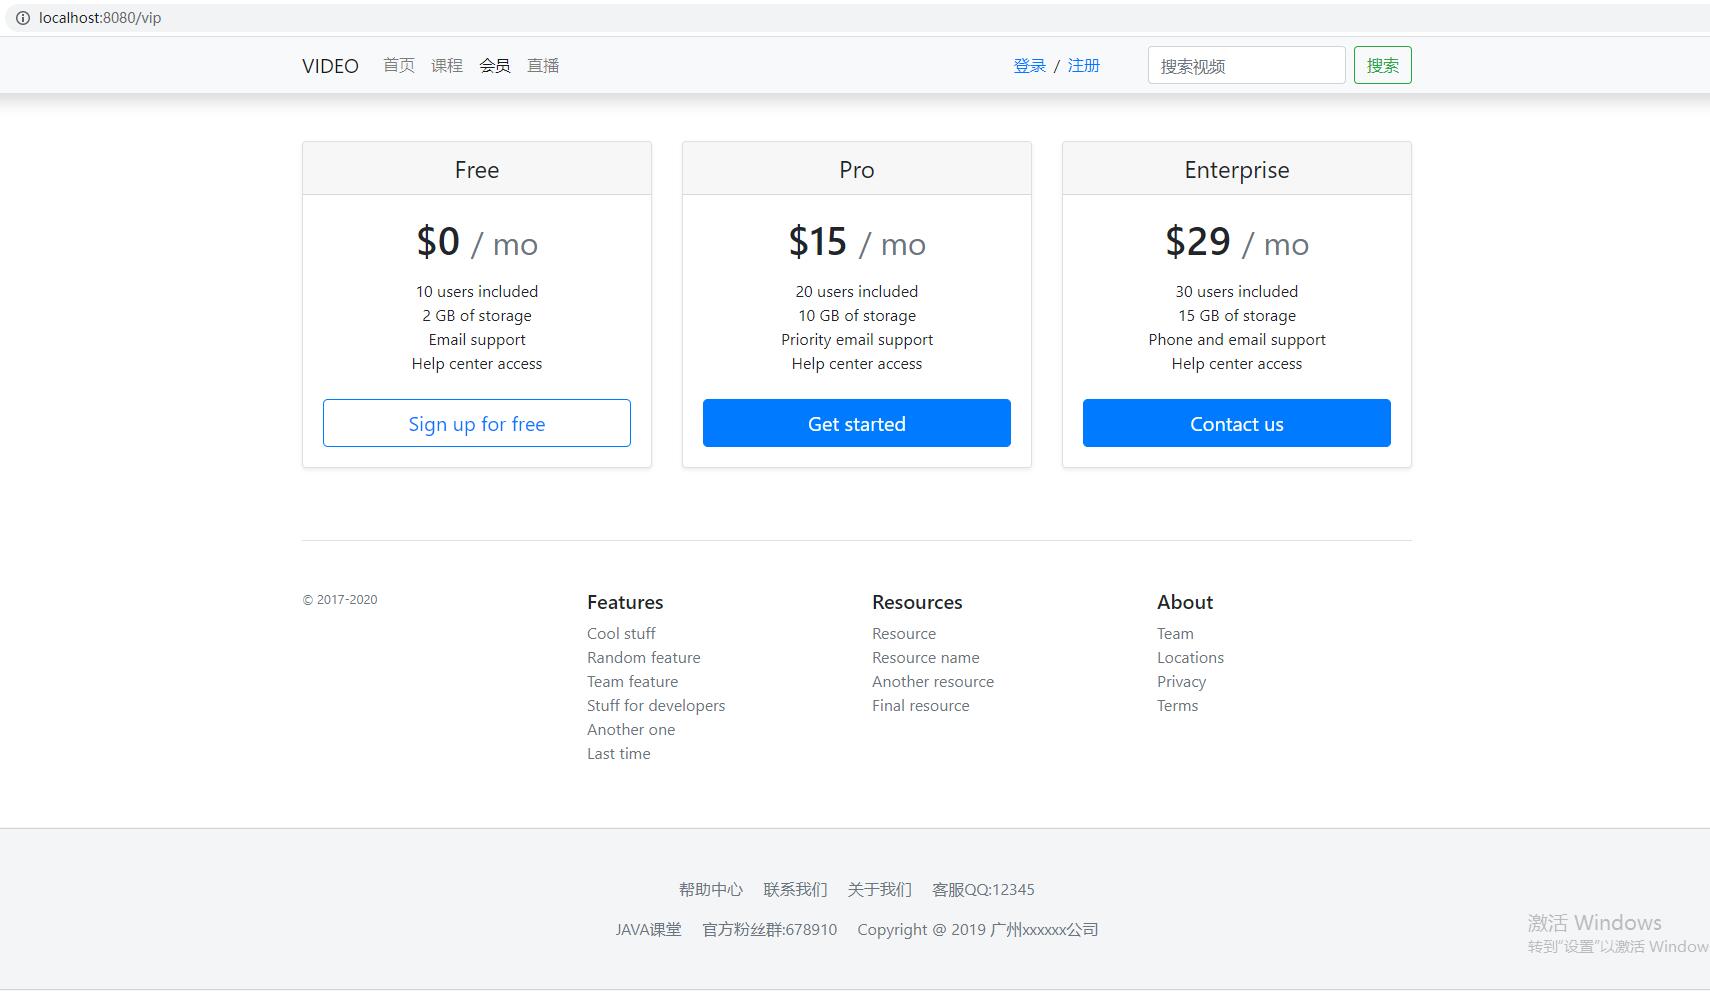 localhost:8080/vip
VIDEO 首页 课程 会员 直播 登录 / 注册 搜索视频 搜索
Free
$0 / mo
10 users included
2 GB of storage
Email support
Help center access
Sign up for free
Pro
$15 / mo
20 users included
10 GB of storage
Priority email support
Help center access
Get started
Enterprise
$29 / mo
30 users included
15 GB of storage
Phone and email support
Help center access
Contact us
© 2017-2020
Features
Cool stuff
Random feature
Team feature
Stuff for developers
Another one
Last time
Resources
Resource
Resource name
Another resource
Final resource
About
Team
Locations
Privacy
Terms
帮助中心 联系我们 关于我们 客服QQ:12345
JAVA课堂 官方粉丝群:678910 Copyright @ 2019 广州xxxxxx公司
激活 Windows
转到“设置”以激活 Window